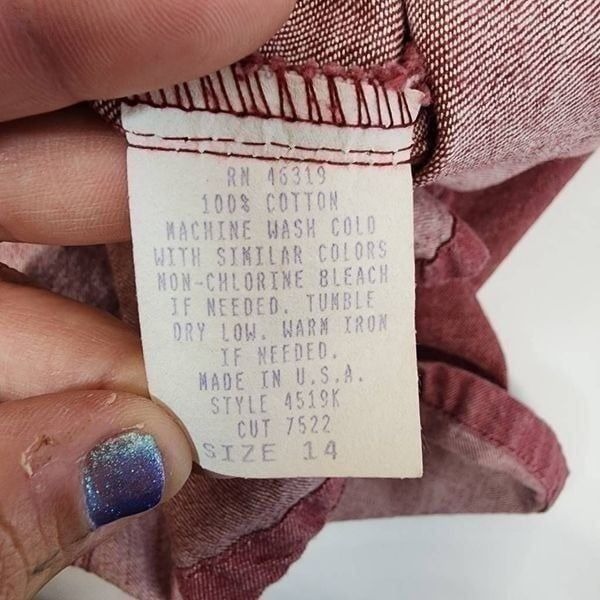 RN 46319
100% COTTON
MACHINE WASH COLD
WITH SIMILAR COLORS
NON-CHLORINE BLEACH
IF NEEDED. TUMBLE
DRY LOW. WARM IRON
IF NEEDED.
MADE IN U.S.A.
STYLE 4519K
CUT 7522
SIZE 14